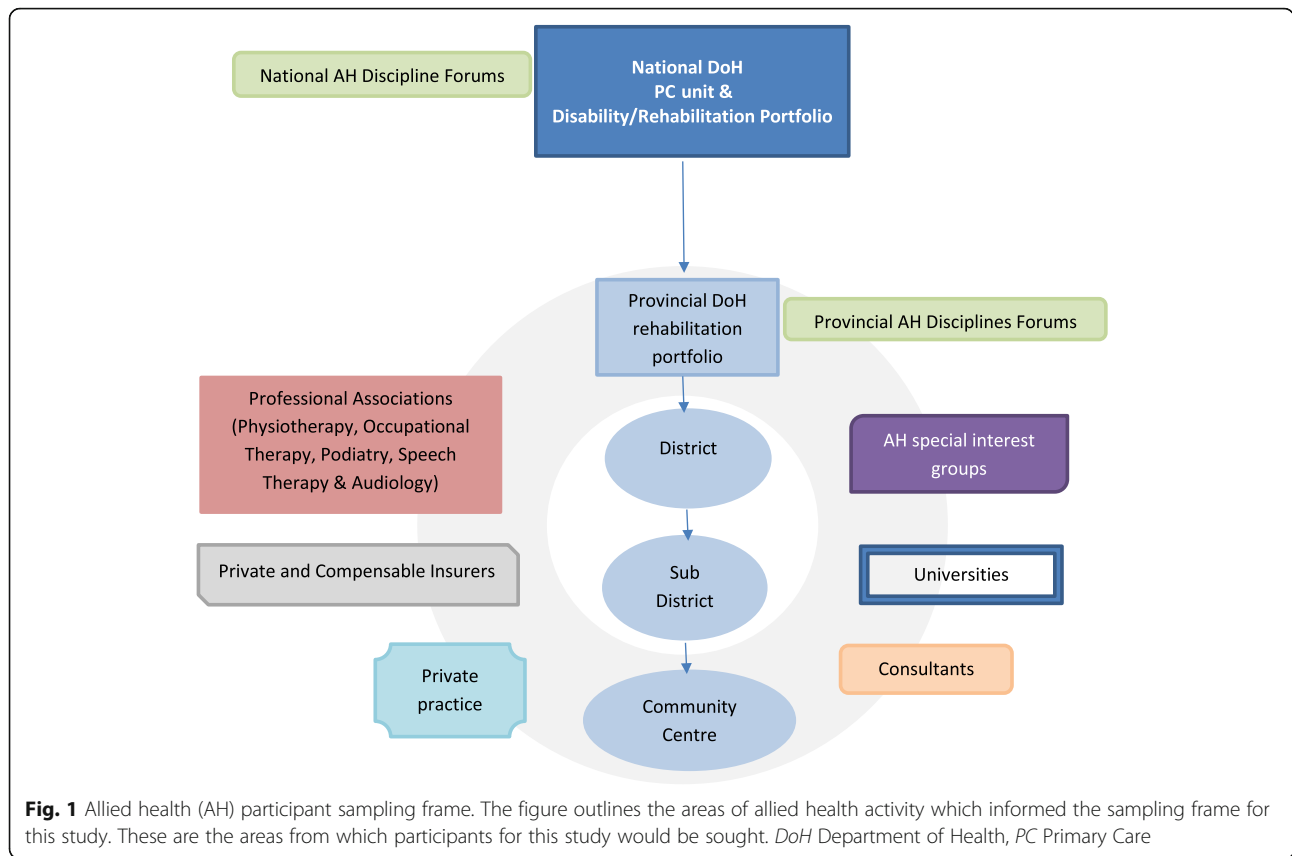 National AH Discipline Forums
National DoH
PC unit &
Disability/Rehabilitation Portfolio
Provincial DoH
rehabilitation
portfolio
Provincial AH Disciplines Forums
Professional Associations
(Physiotherapy, Occupational
Therapy, Podiatry, Speech
Therapy & Audiology)
District
AH special interest
groups
Private and Compensable Insurers
Sub
District
Universities
Private
practice
Community
Centre
Consultants
Fig. 1 Allied health (AH) participant sampling frame. The figure outlines the areas of allied health activity which informed the sampling frame for
this study. These are the areas from which participants for this study would be sought. DoH Department of Health, PC Primary Care